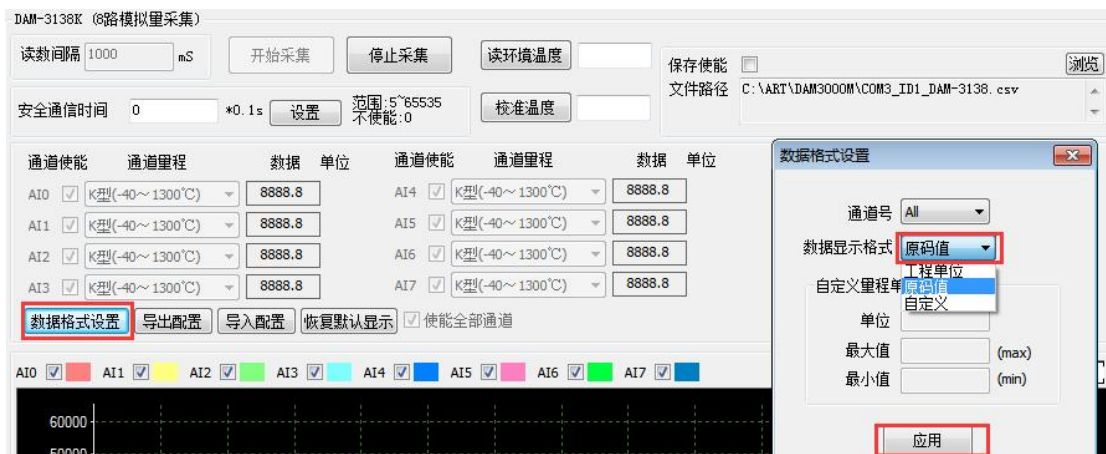 DAM-3138K (8路模拟量采集)
读数间隔 1000 mS 开始采集 停止采集 读环境温度
保存使能 浏览
文件路径 C:\ART\DAM3000M\COM3_ID1_DAM-3138.csv
安全通信时间 0 *0.1s 设置 范围:5~65535 校准温度
不使能:0
通道使能 通道量程 数据 单位 通道使能 通道量程 数据 单位
AI0 K型(-40～1300℃) 8888.8 AI4 K型(-40～1300℃) 8888.8
AI1 K型(-40～1300℃) 8888.8 AI5 K型(-40～1300℃) 8888.8
AI2 K型(-40～1300℃) 8888.8 AI6 K型(-40～1300℃) 8888.8
AI3 K型(-40～1300℃) 8888.8 AI7 K型(-40～1300℃) 8888.8
数据格式设置 导出配置 导入配置 恢复默认显示 使能全部通道
AI0 AI1 AI2 AI3 AI4 AI5 AI6 AI7
60000
50000
数据格式设置
通道号 All
数据显示格式 原码值
工程单位
自定义量程单 原码值
自定义
单位
最大值 (max)
最小值 (min)
应用